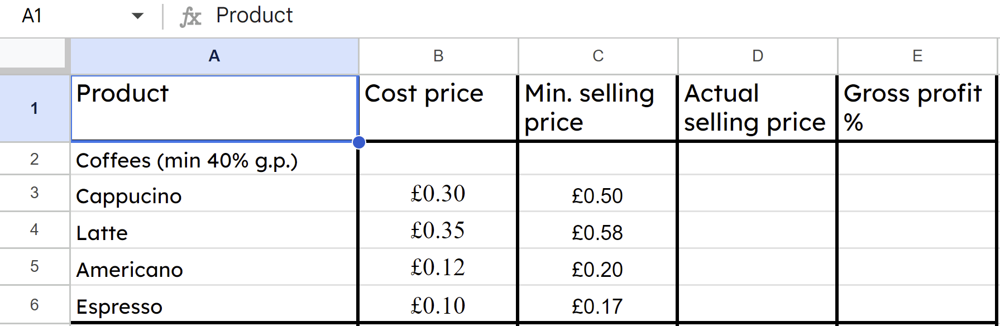 A1 fx Product
A B C D E
1 Product Cost price Min. selling price Actual selling price Gross profit %
2 Coffees (min 40% g.p.)
3 Cappucino £0.30 £0.50
4 Latte £0.35 £0.58
5 Americano £0.12 £0.20
6 Espresso £0.10 £0.17